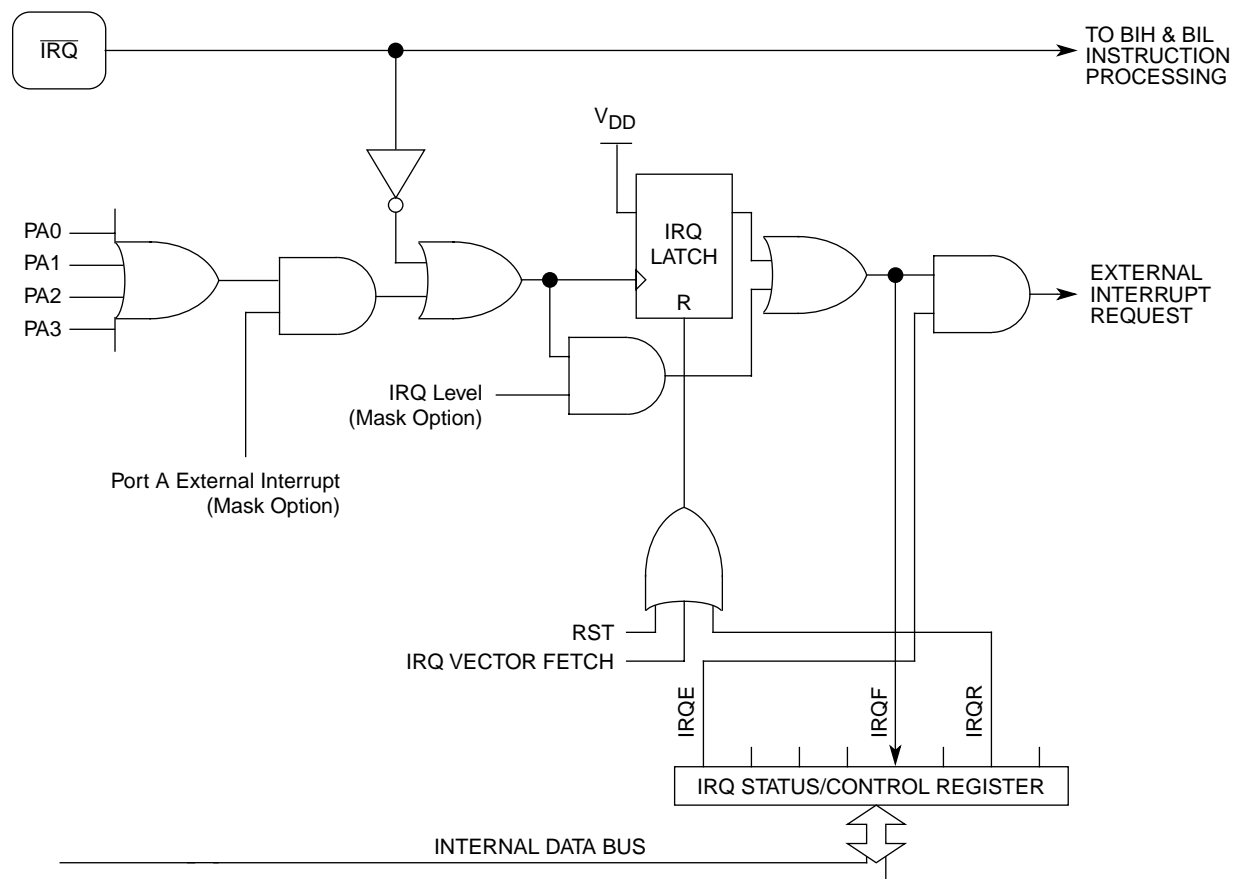 IRQ
TO BIH & BIL
INSTRUCTION
PROCESSING
VDD
PA0
PA1
PA2
PA3
IRQ
LATCH
R
EXTERNAL
INTERRUPT
REQUEST
IRQ Level
(Mask Option)
Port A External Interrupt
(Mask Option)
RST
IRQ VECTOR FETCH
IRQE
IRQF
IRQR
IRQ STATUS/CONTROL REGISTER
INTERNAL DATA BUS